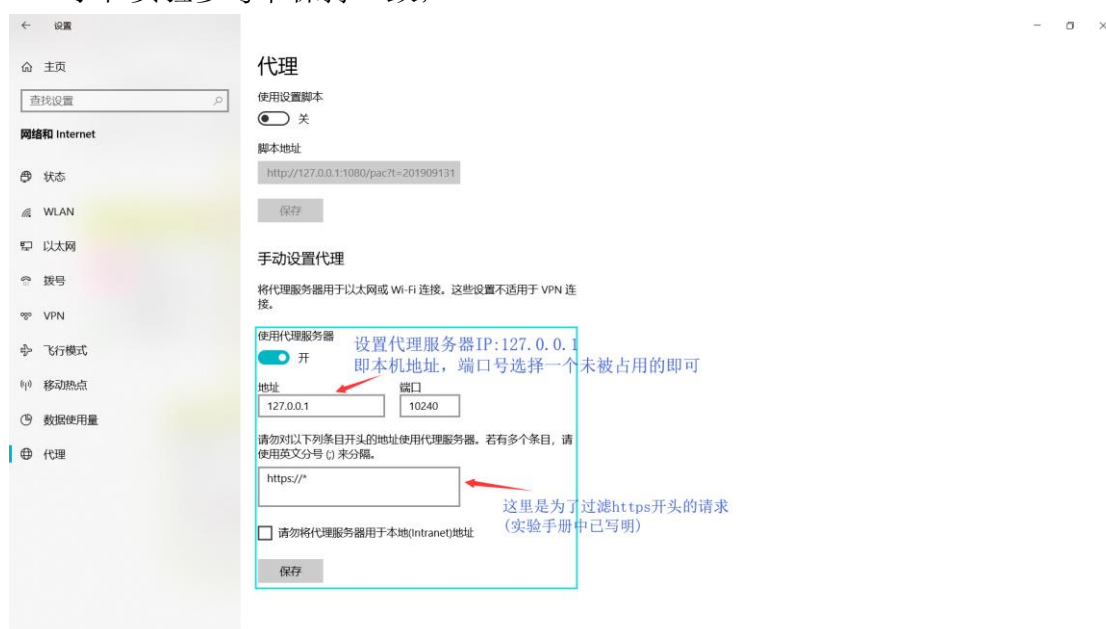 ← 设置
主页
查找设置
网络和 Internet
状态
WLAN
以太网
拨号
VPN
飞行模式
移动热点
数据使用量
代理
代理
使用设置脚本
关
脚本地址
http://127.0.0.1:1080/pac?t=201909131
保存
手动设置代理
将代理服务器用于以太网或 Wi-Fi 连接。这些设置不适用于 VPN 连
接。
使用代理服务器
开
设置代理服务器IP:127.0.0.1
即本机地址，端口号选择一个未被占用的即可
地址 端口
127.0.0.1 10240
请勿对以下列条目开头的地址使用代理服务器。若有多个条目，请
使用英文分号 (;) 来分隔。
https://*
这里是为了过滤https开头的请求
(实验手册中已写明)
请勿将代理服务器用于本地(Intranet)地址
保存